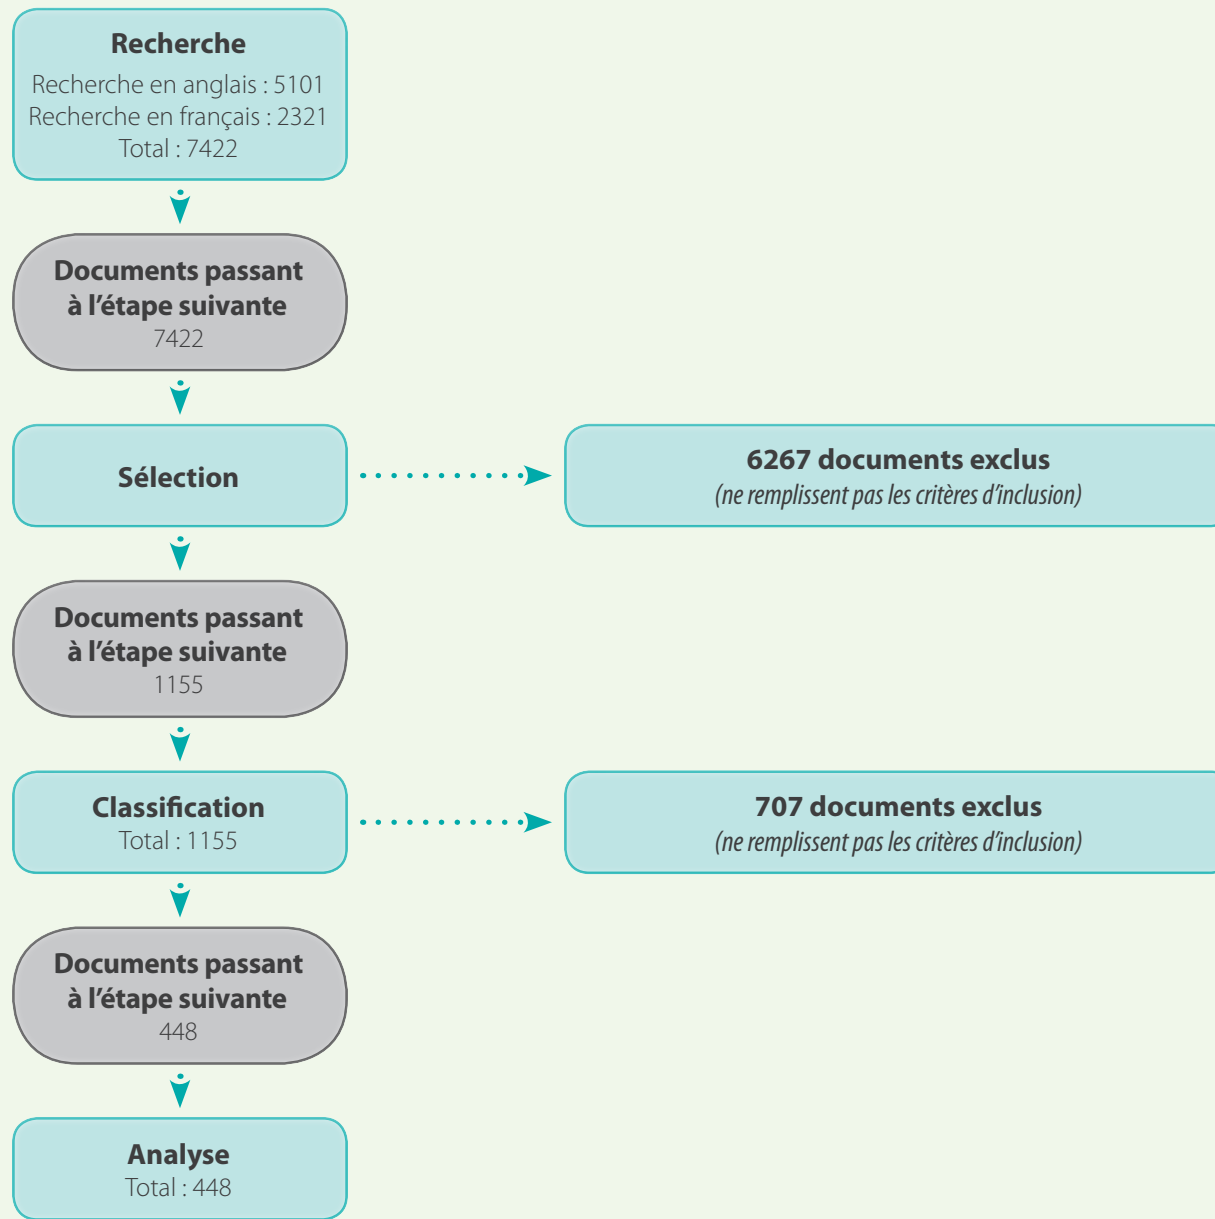 Recherche
Recherche en anglais : 5101
Recherche en français : 2321
Total : 7422
Documents passant
à l’étape suivante
7422
Sélection
6267 documents exclus
(ne remplissent pas les critères d’inclusion)
Documents passant
à l’étape suivante
1155
Classification
Total : 1155
707 documents exclus
(ne remplissent pas les critères d’inclusion)
Documents passant
à l’étape suivante
448
Analyse
Total : 448